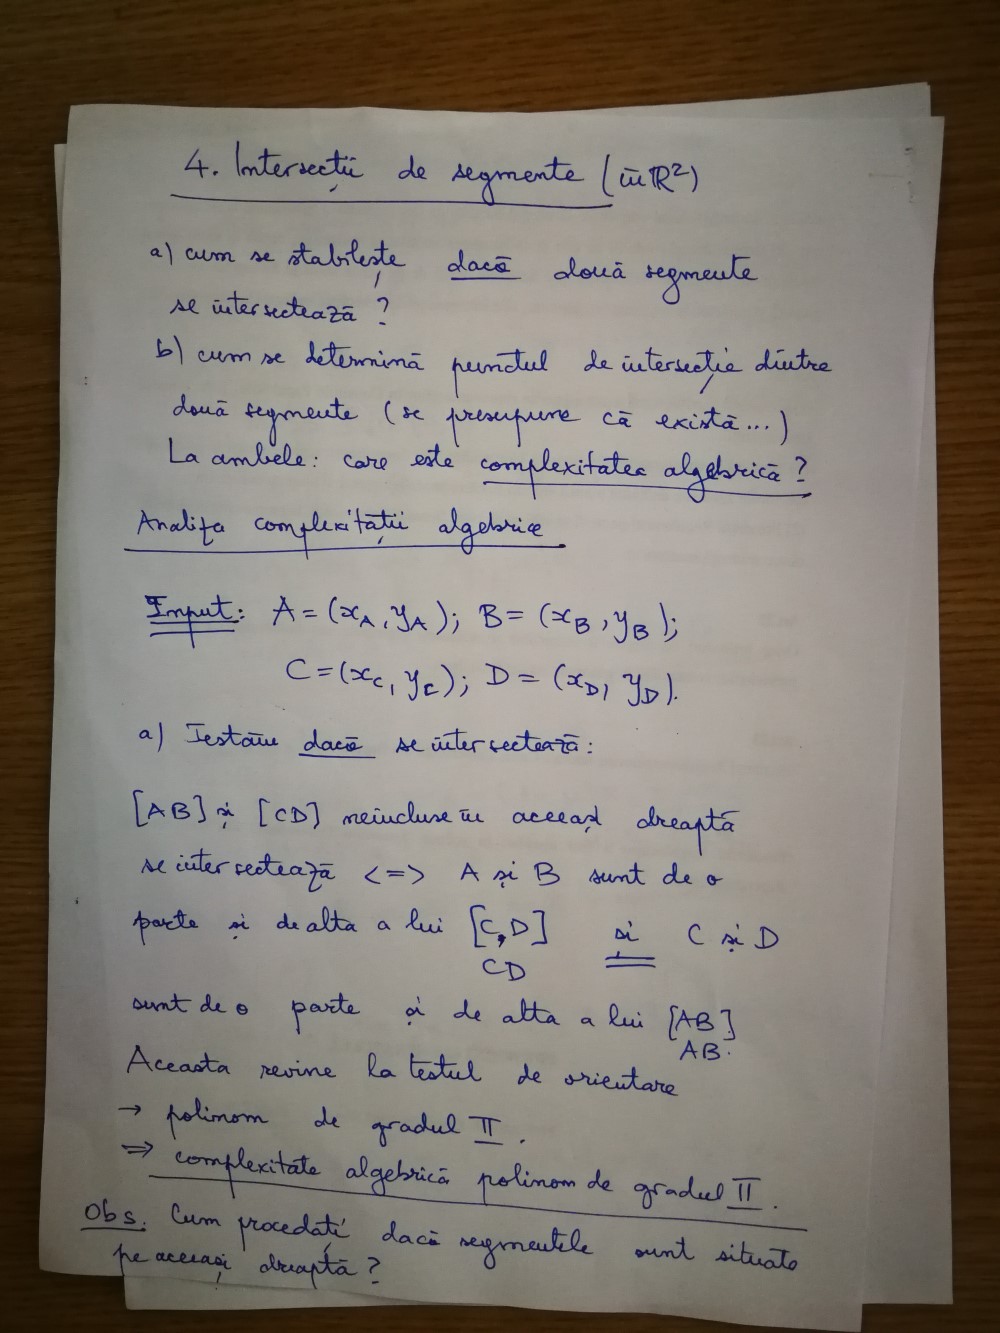 4. Intersecții de segmente (în ℝ²)
a) cum se stabilește dacă două segmente
se intersectează?
b) cum se determină punctul de intersecție dintre
două segmente (se presupune că există...)
La ambele: care este complexitatea algebrică?
Analiza complexității algebrice
Input: A = (x_A, y_A); B = (x_B, y_B);
C = (x_C, y_C); D = (x_D, y_D).
a) Testăm dacă se intersectează:
[AB] și [CD] neincluse în aceeași dreaptă
se intersectează <=> A și B sunt de o
parte și de alta a lui [C,D] și C și D
CD
sunt de o parte și de alta a lui [AB]
AB.
Aceasta revine la testul de orientare
→ polinom de gradul II.
⇒ complexitate algebrică polinom de gradul II.
Obs. Cum procedați dacă segmentele sunt situate
pe aceeași dreaptă?